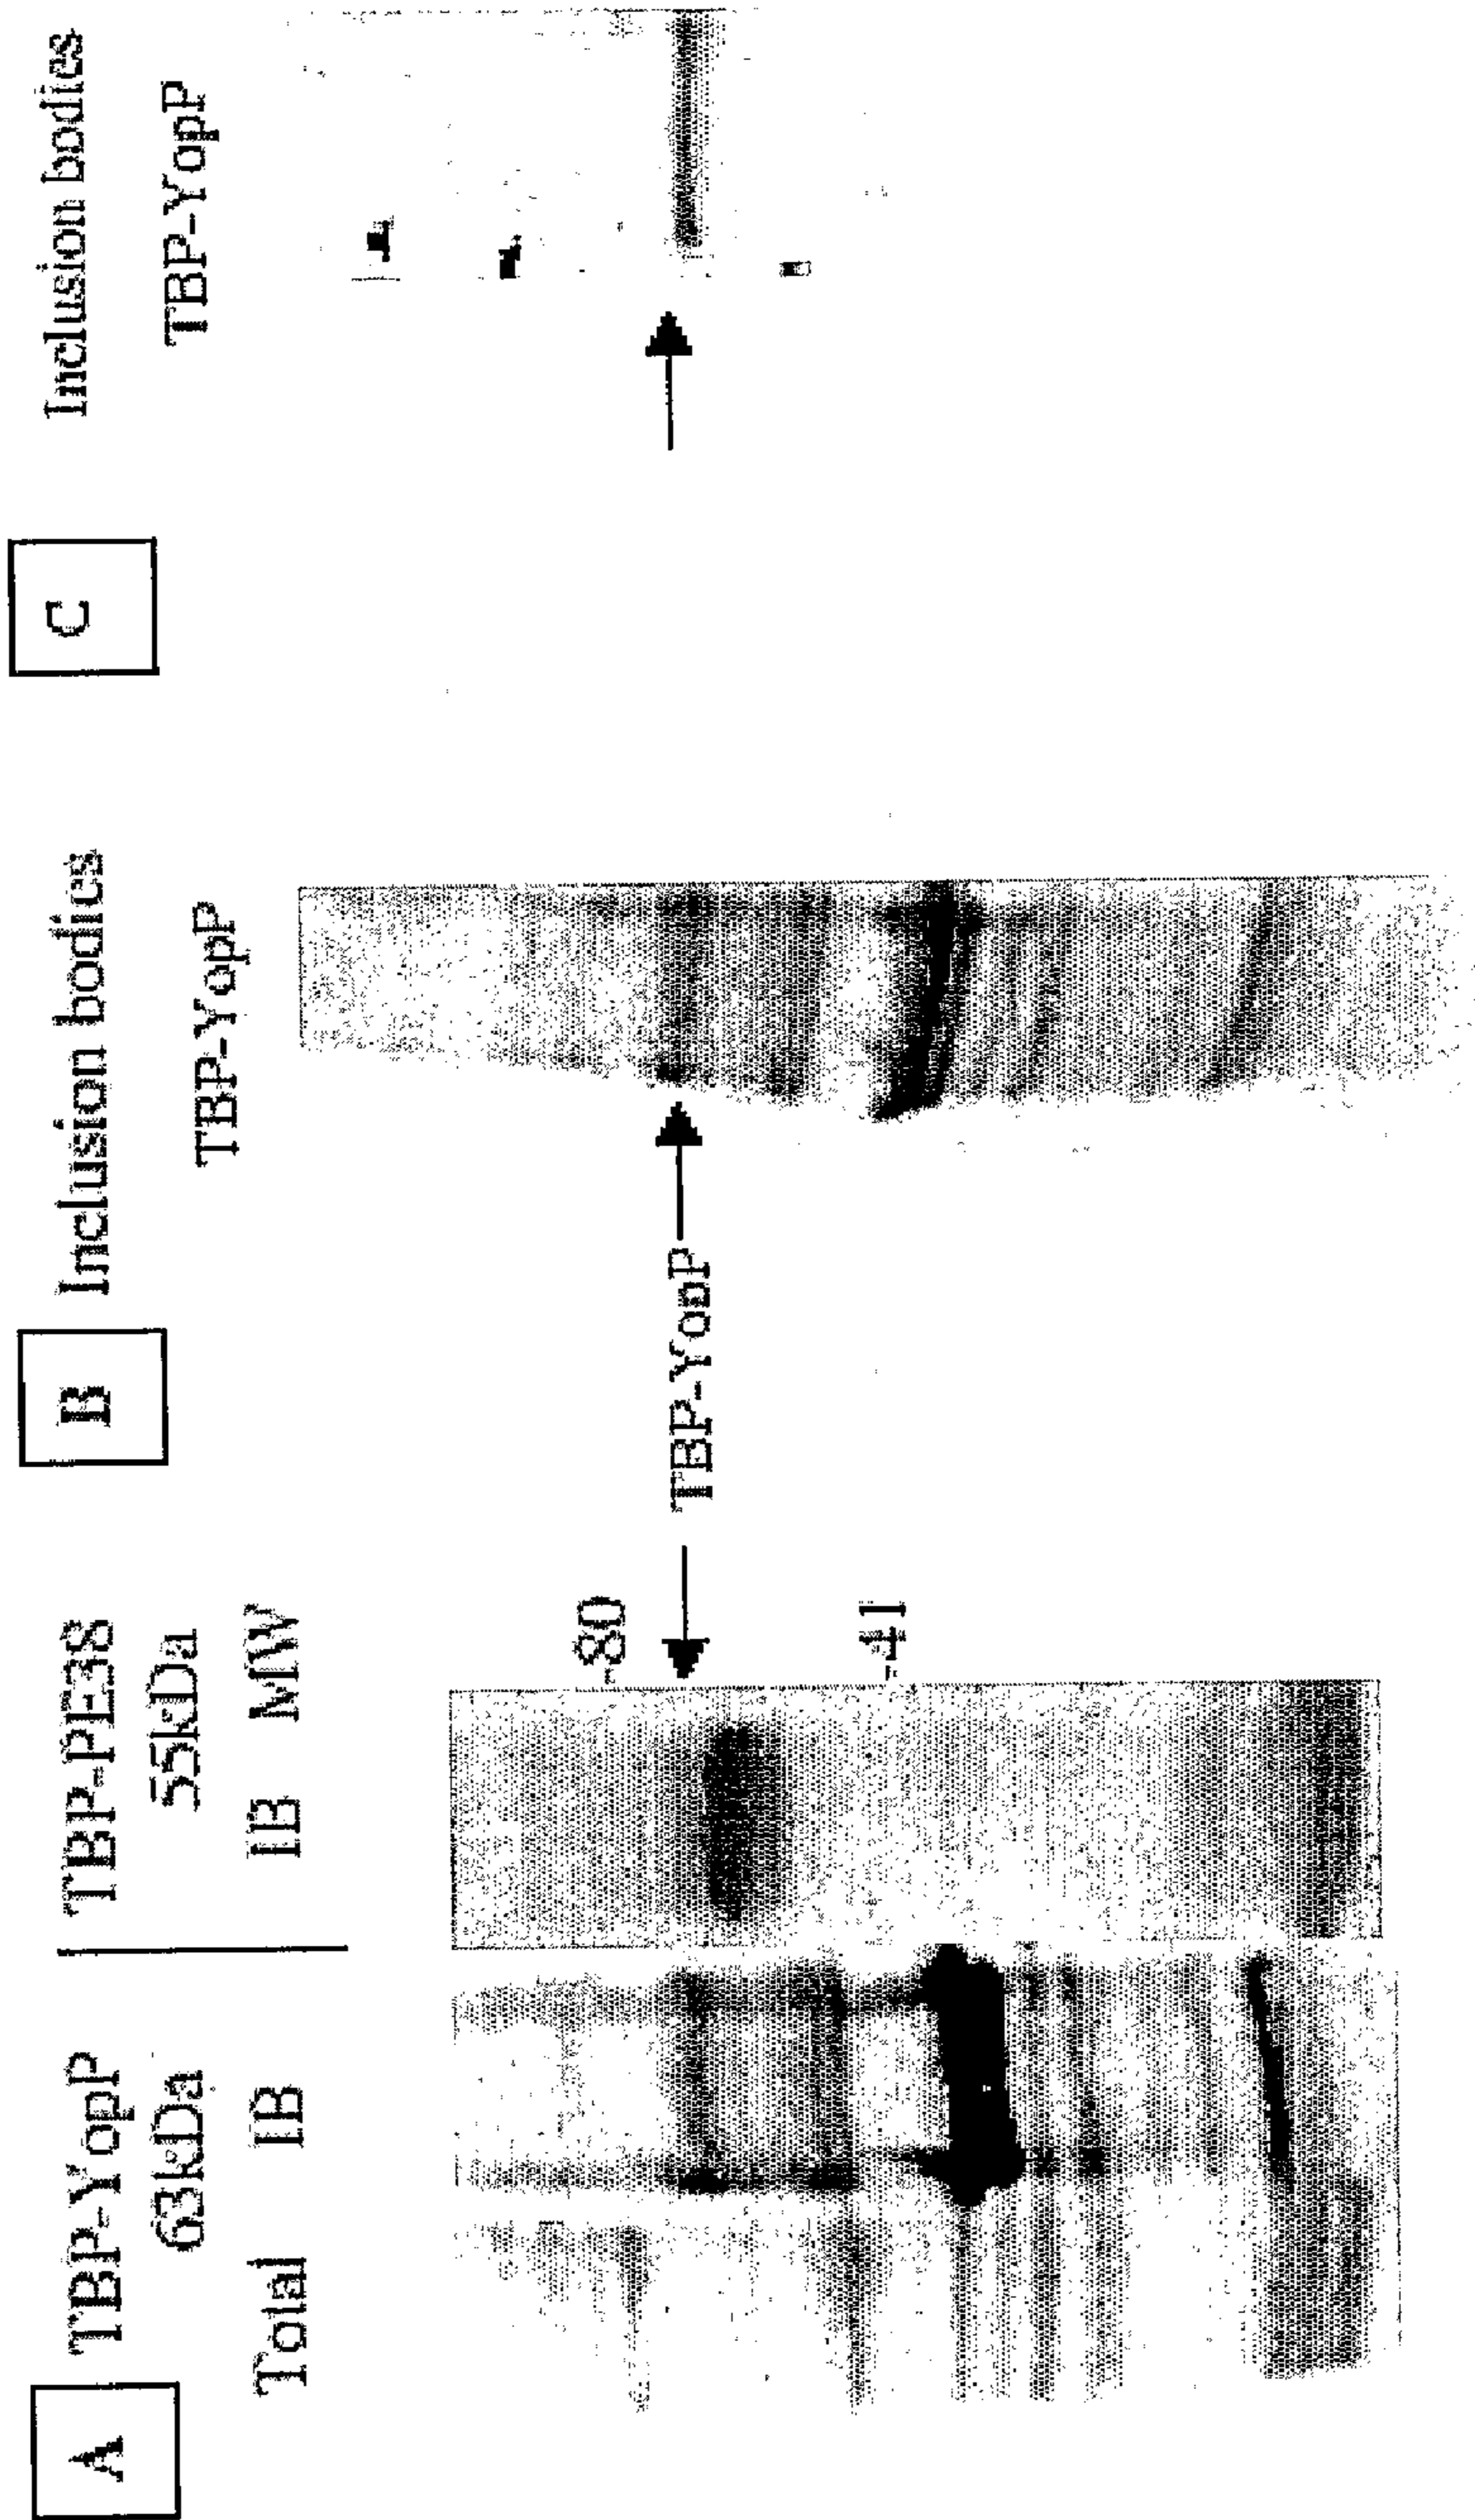 A
TBP-YopP
63kDa
Total IB
TBP-PE38
55kDa
IB MW
-80
-41
TBP-YopP
B
Inclusion bodies
TBP-YopP
C
Inclusion bodies
TBP-YopP